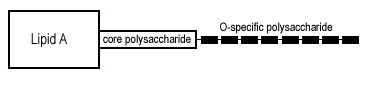 O-specific polysaccharide
Lipid A
core polysaccharide